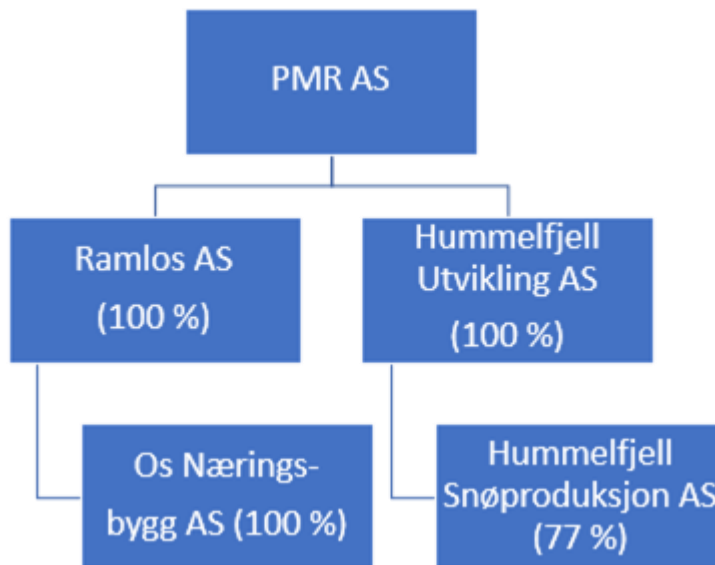 PMR AS
Ramlos AS
(100 %)
Hummelfjell
Utvikling AS
(100 %)
Os Nærings-
bygg AS (100 %)
Hummelfjell
Snøproduksjon AS
(77 %)